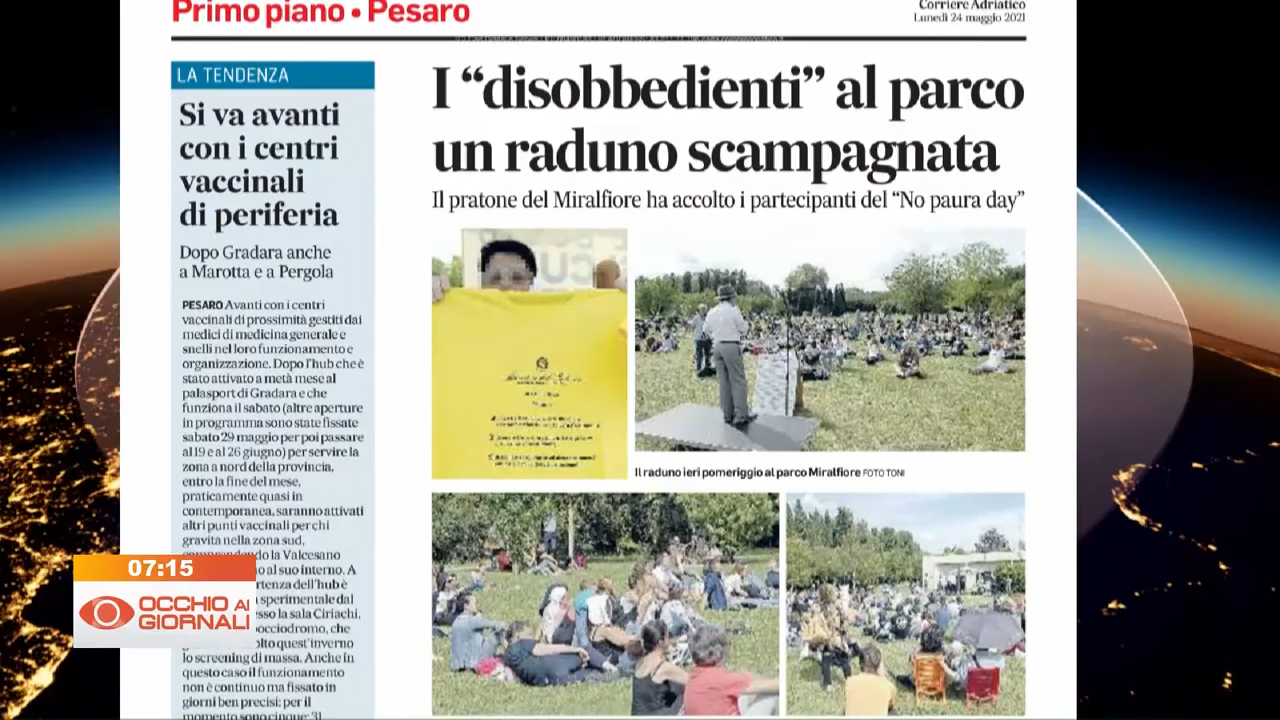 Primo piano • Pesaro
Corriere Adriatico
Lunedì 24 maggio 2021
LA TENDENZA
Si va avanti
con i centri
vaccinali
di periferia
Dopo Gradara anche
a Marotta e a Pergola
PESARO Avanti con i centri
vaccinali di prossimità gestiti dai
medici di medicina generale e
snelli nel loro funzionamento e
organizzazione. Dopo l'hub che è
stato attivato a metà mese al
palasport di Gradara e che
funziona il sabato (altre aperture
in programma sono state fissate
sabato 29 maggio per poi passare
al 19 e al 26 giugno) per servire la
zona a nord della provincia,
entro la fine del mese,
praticamente quasi in
contemporanea, saranno attivati
altri punti vaccinali per chi
gravita nella zona sud,
la Valcesano
al suo interno. A
dell'hub è
sperimentale dal
la sala Ciriachi,
che
quest'inverno
lo screening di massa. Anche in
questo caso il funzionamento
non è continuo ma fissato in
giorni ben precisi: per il
momento sono cinque: 31
I “disobbedienti” al parco
un raduno scampagnata
Il pratone del Miralfiore ha accolto i partecipanti del “No paura day”
Il raduno ieri pomeriggio al parco Miralfiore FOTO TONI
07:15
OCCHIO AI
GIORNALI